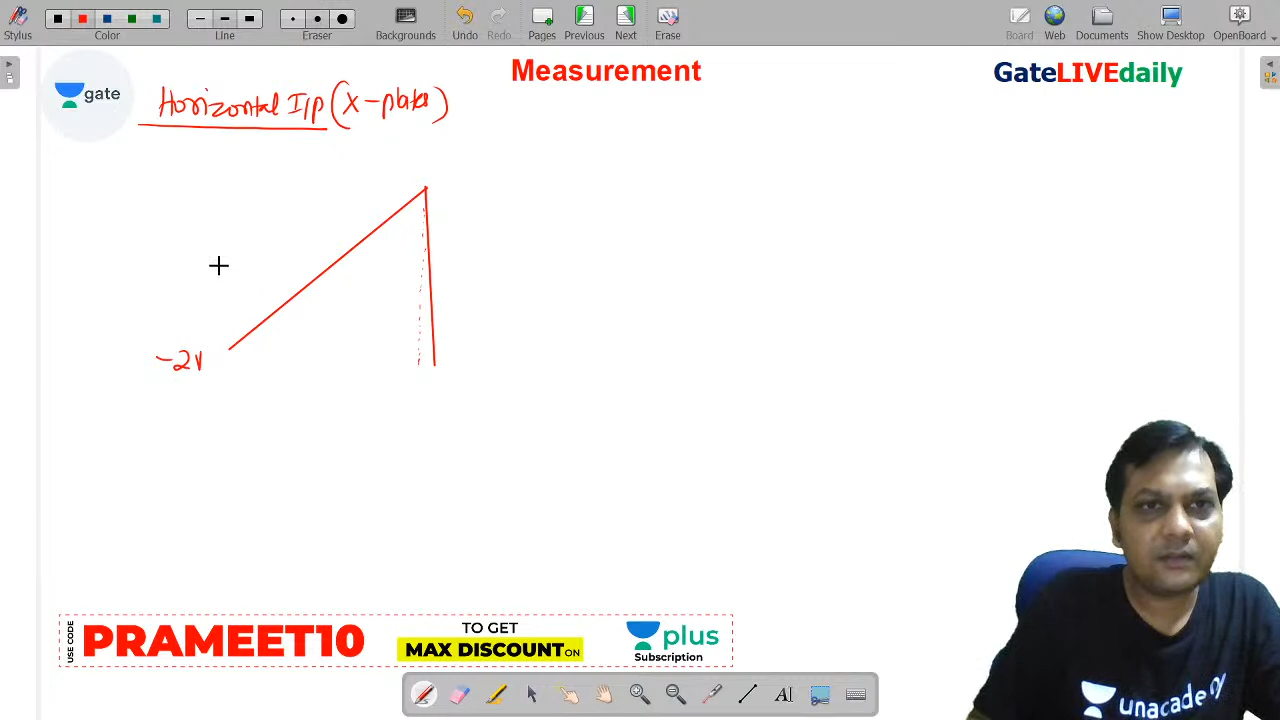 Stylus
Color
Line
Eraser
Backgrounds
Undo
Redo
Pages
Previous
Next
Erase
Board
Web
Documents
Show Desktop
OpenBoard
Measurement
GateLIVEdaily
gate
Horizontal I/p (x-plates)
-2V
USE CODE
PRAMEET10
TO GET
MAX DISCOUNT ON
plus
Subscription
unacademy